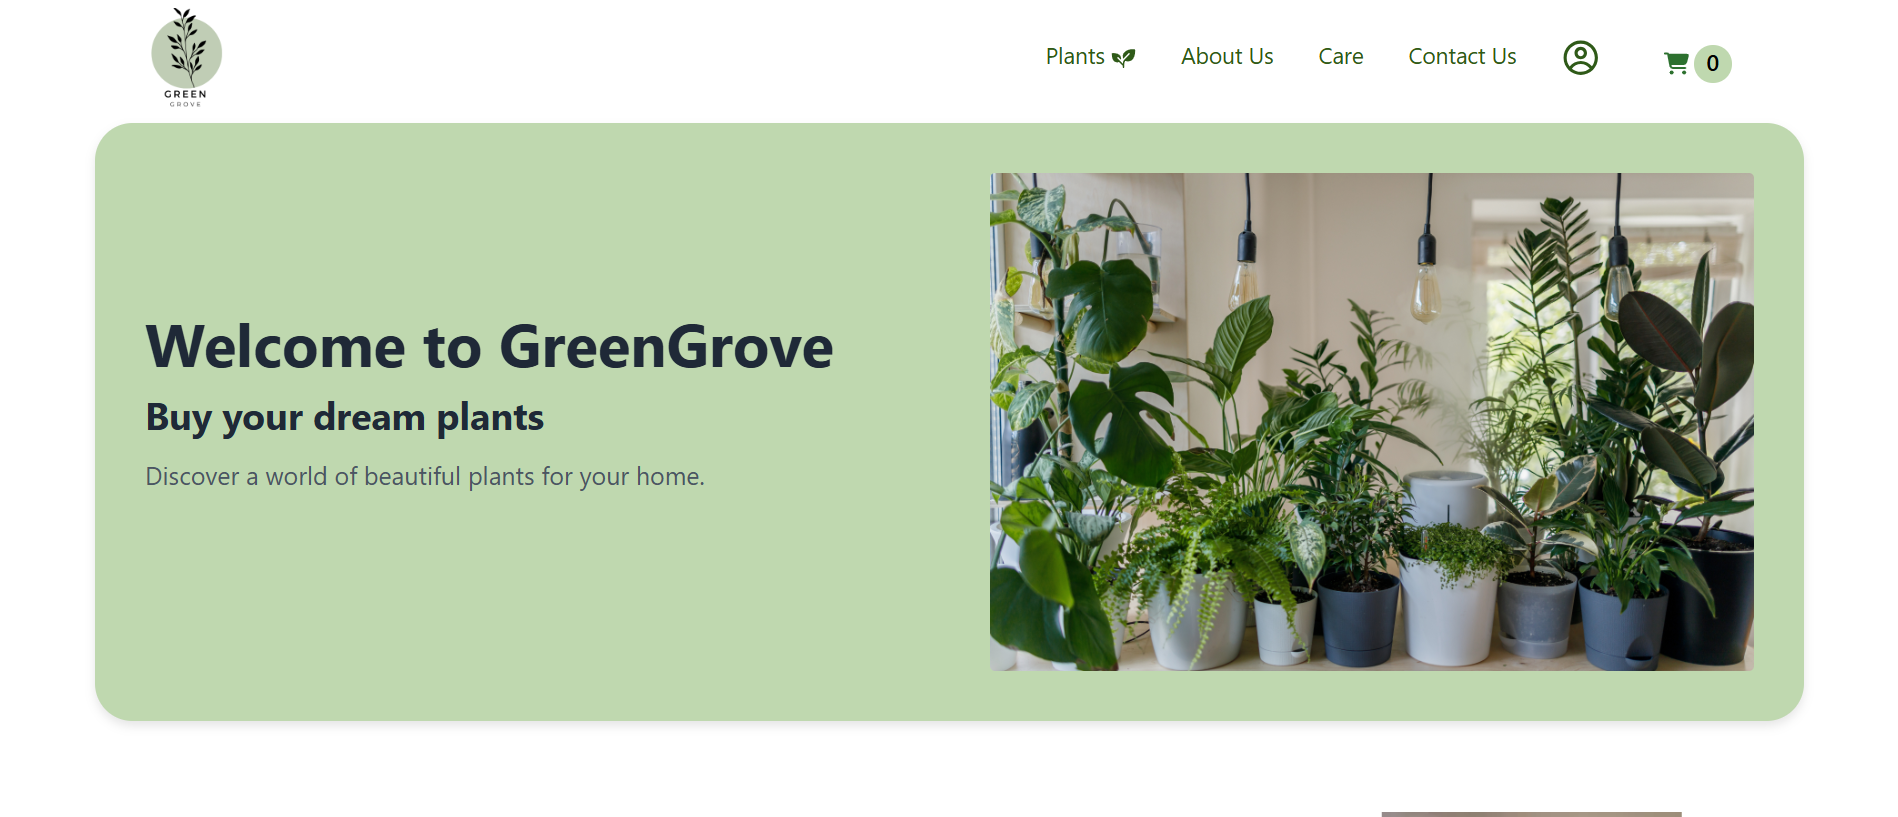 GREEN
GROVE
Plants
About Us
Care
Contact Us
0
Welcome to GreenGrove
Buy your dream plants
Discover a world of beautiful plants for your home.